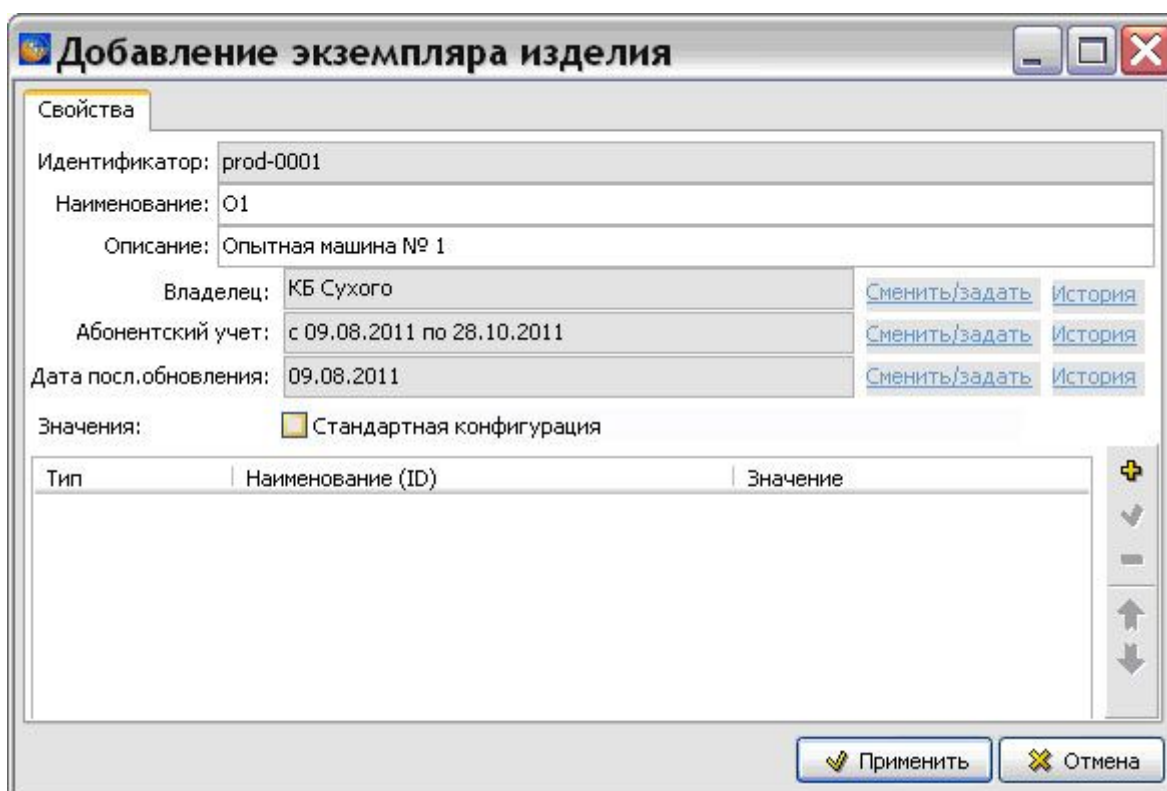 Добавление экземпляра изделия
Свойства
Идентификатор: prod-0001
Наименование: О1
Описание: Опытная машина № 1
Владелец: КБ Сухого Сменить/задать История
Абонентский учет: с 09.08.2011 по 28.10.2011 Сменить/задать История
Дата посл.обновления: 09.08.2011 Сменить/задать История
Значения: Стандартная конфигурация
Тип Наименование (ID) Значение
Применить Отмена